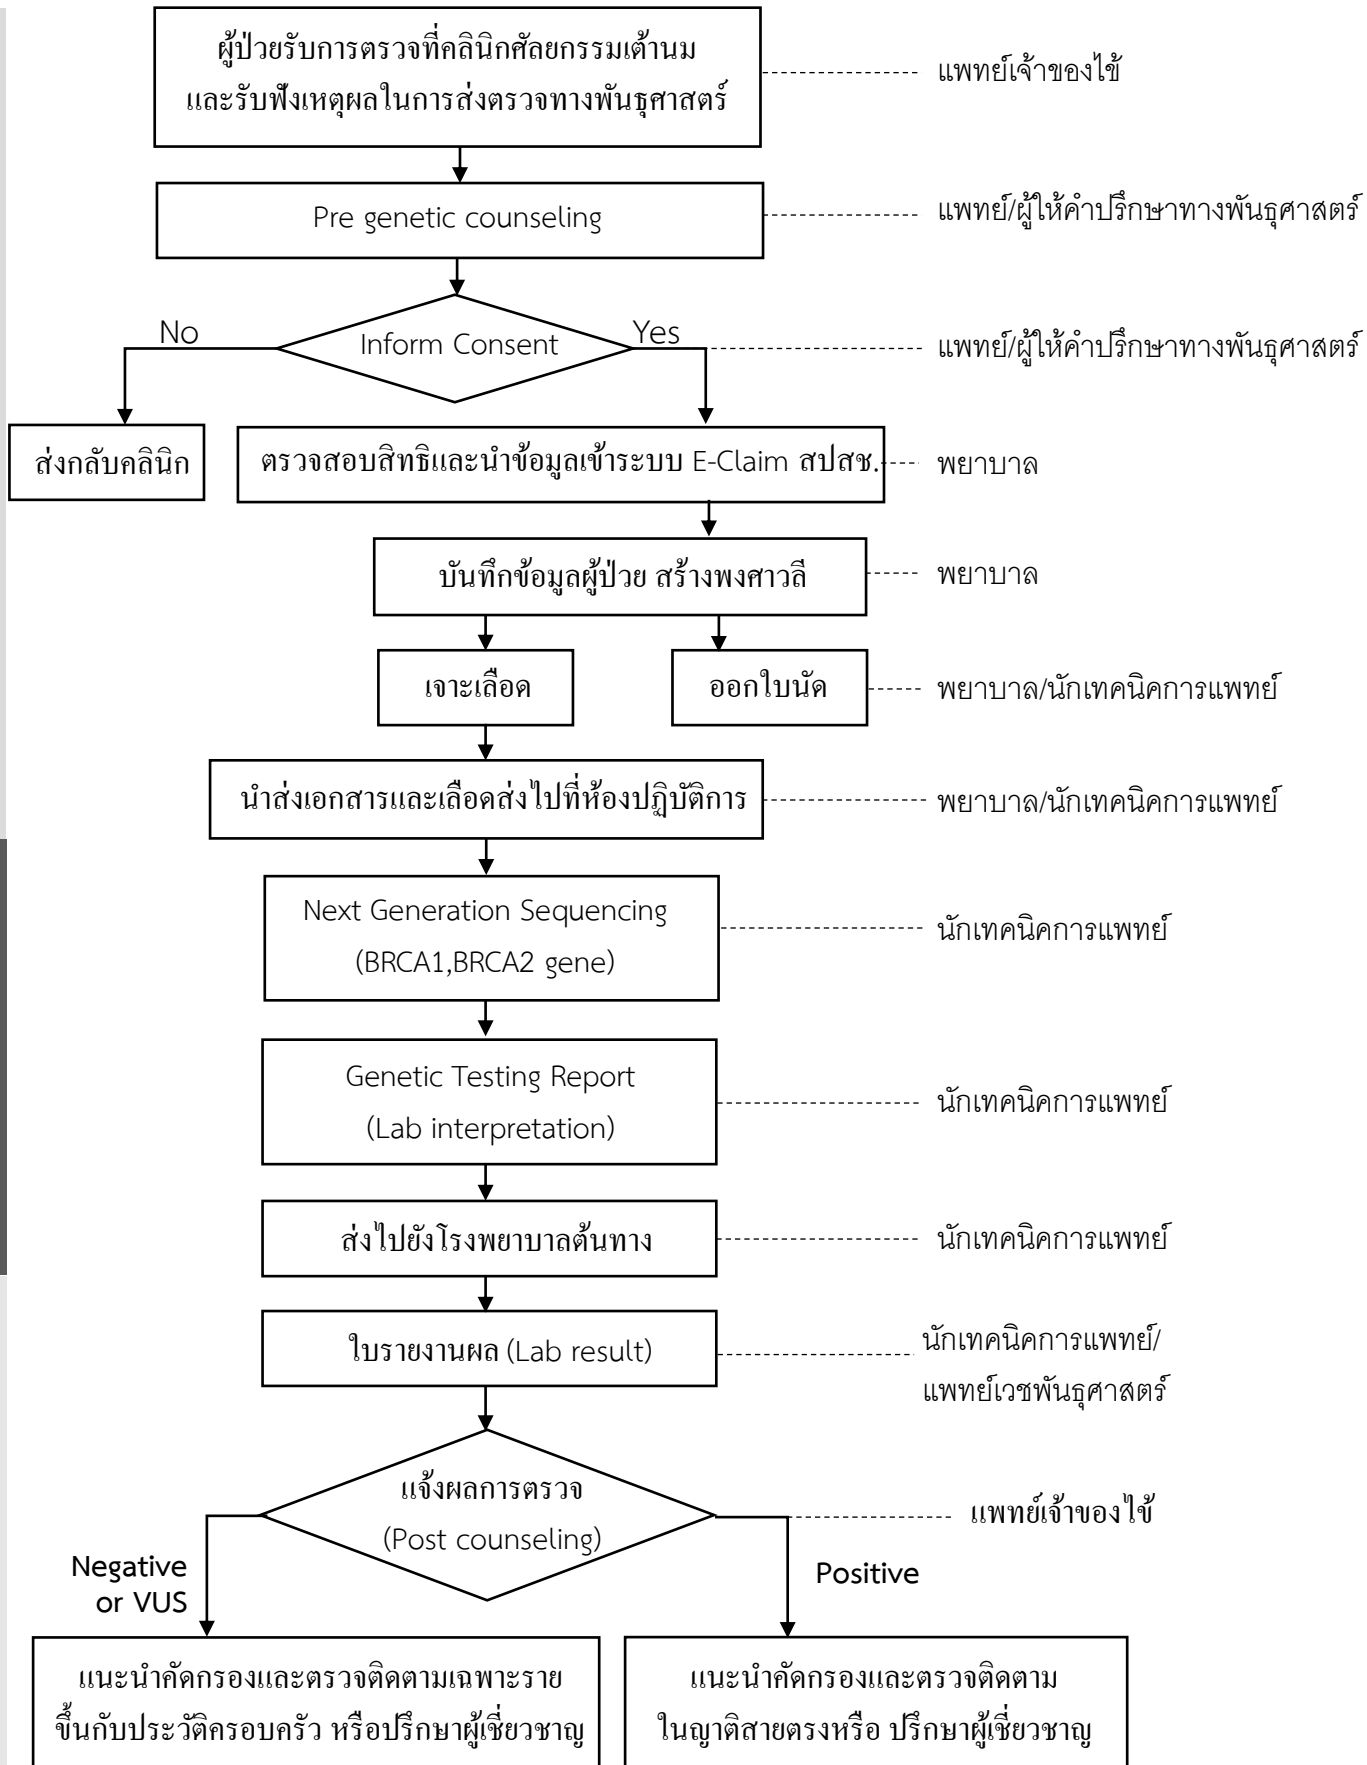 ผู้ป่วยรับการตรวจที่คลินิกศัลยกรรมเต้านม
และรับฟังเหตุผลในการส่งตรวจทางพันธุศาสตร์
แพทย์เจ้าของไข้
Pre genetic counseling
แพทย์/ผู้ให้คำปรึกษาทางพันธุศาสตร์
No
Inform Consent
Yes
แพทย์/ผู้ให้คำปรึกษาทางพันธุศาสตร์
ส่งกลับคลินิก
ตรวจสอบสิทธิและนำข้อมูลเข้าระบบ E-Claim สปสช.
พยาบาล
บันทึกข้อมูลผู้ป่วย สร้างพงศาวลี
พยาบาล
เจาะเลือด
ออกใบนัด
พยาบาล/นักเทคนิคการแพทย์
นำส่งเอกสารและเลือดส่งไปที่ห้องปฏิบัติการ
พยาบาล/นักเทคนิคการแพทย์
Next Generation Sequencing
(BRCA1,BRCA2 gene)
นักเทคนิคการแพทย์
Genetic Testing Report
(Lab interpretation)
นักเทคนิคการแพทย์
ส่งไปยังโรงพยาบาลต้นทาง
นักเทคนิคการแพทย์
ใบรายงานผล (Lab result)
นักเทคนิคการแพทย์/
แพทย์เวชพันธุศาสตร์
แจ้งผลการตรวจ
(Post counseling)
แพทย์เจ้าของไข้
Negative
or VUS
Positive
แนะนำคัดกรองและตรวจติดตามเฉพาะราย
ขึ้นกับประวัติครอบครัว หรือปรึกษาผู้เชี่ยวชาญ
แนะนำคัดกรองและตรวจติดตาม
ในญาติสายตรงหรือ ปรึกษาผู้เชี่ยวชาญ